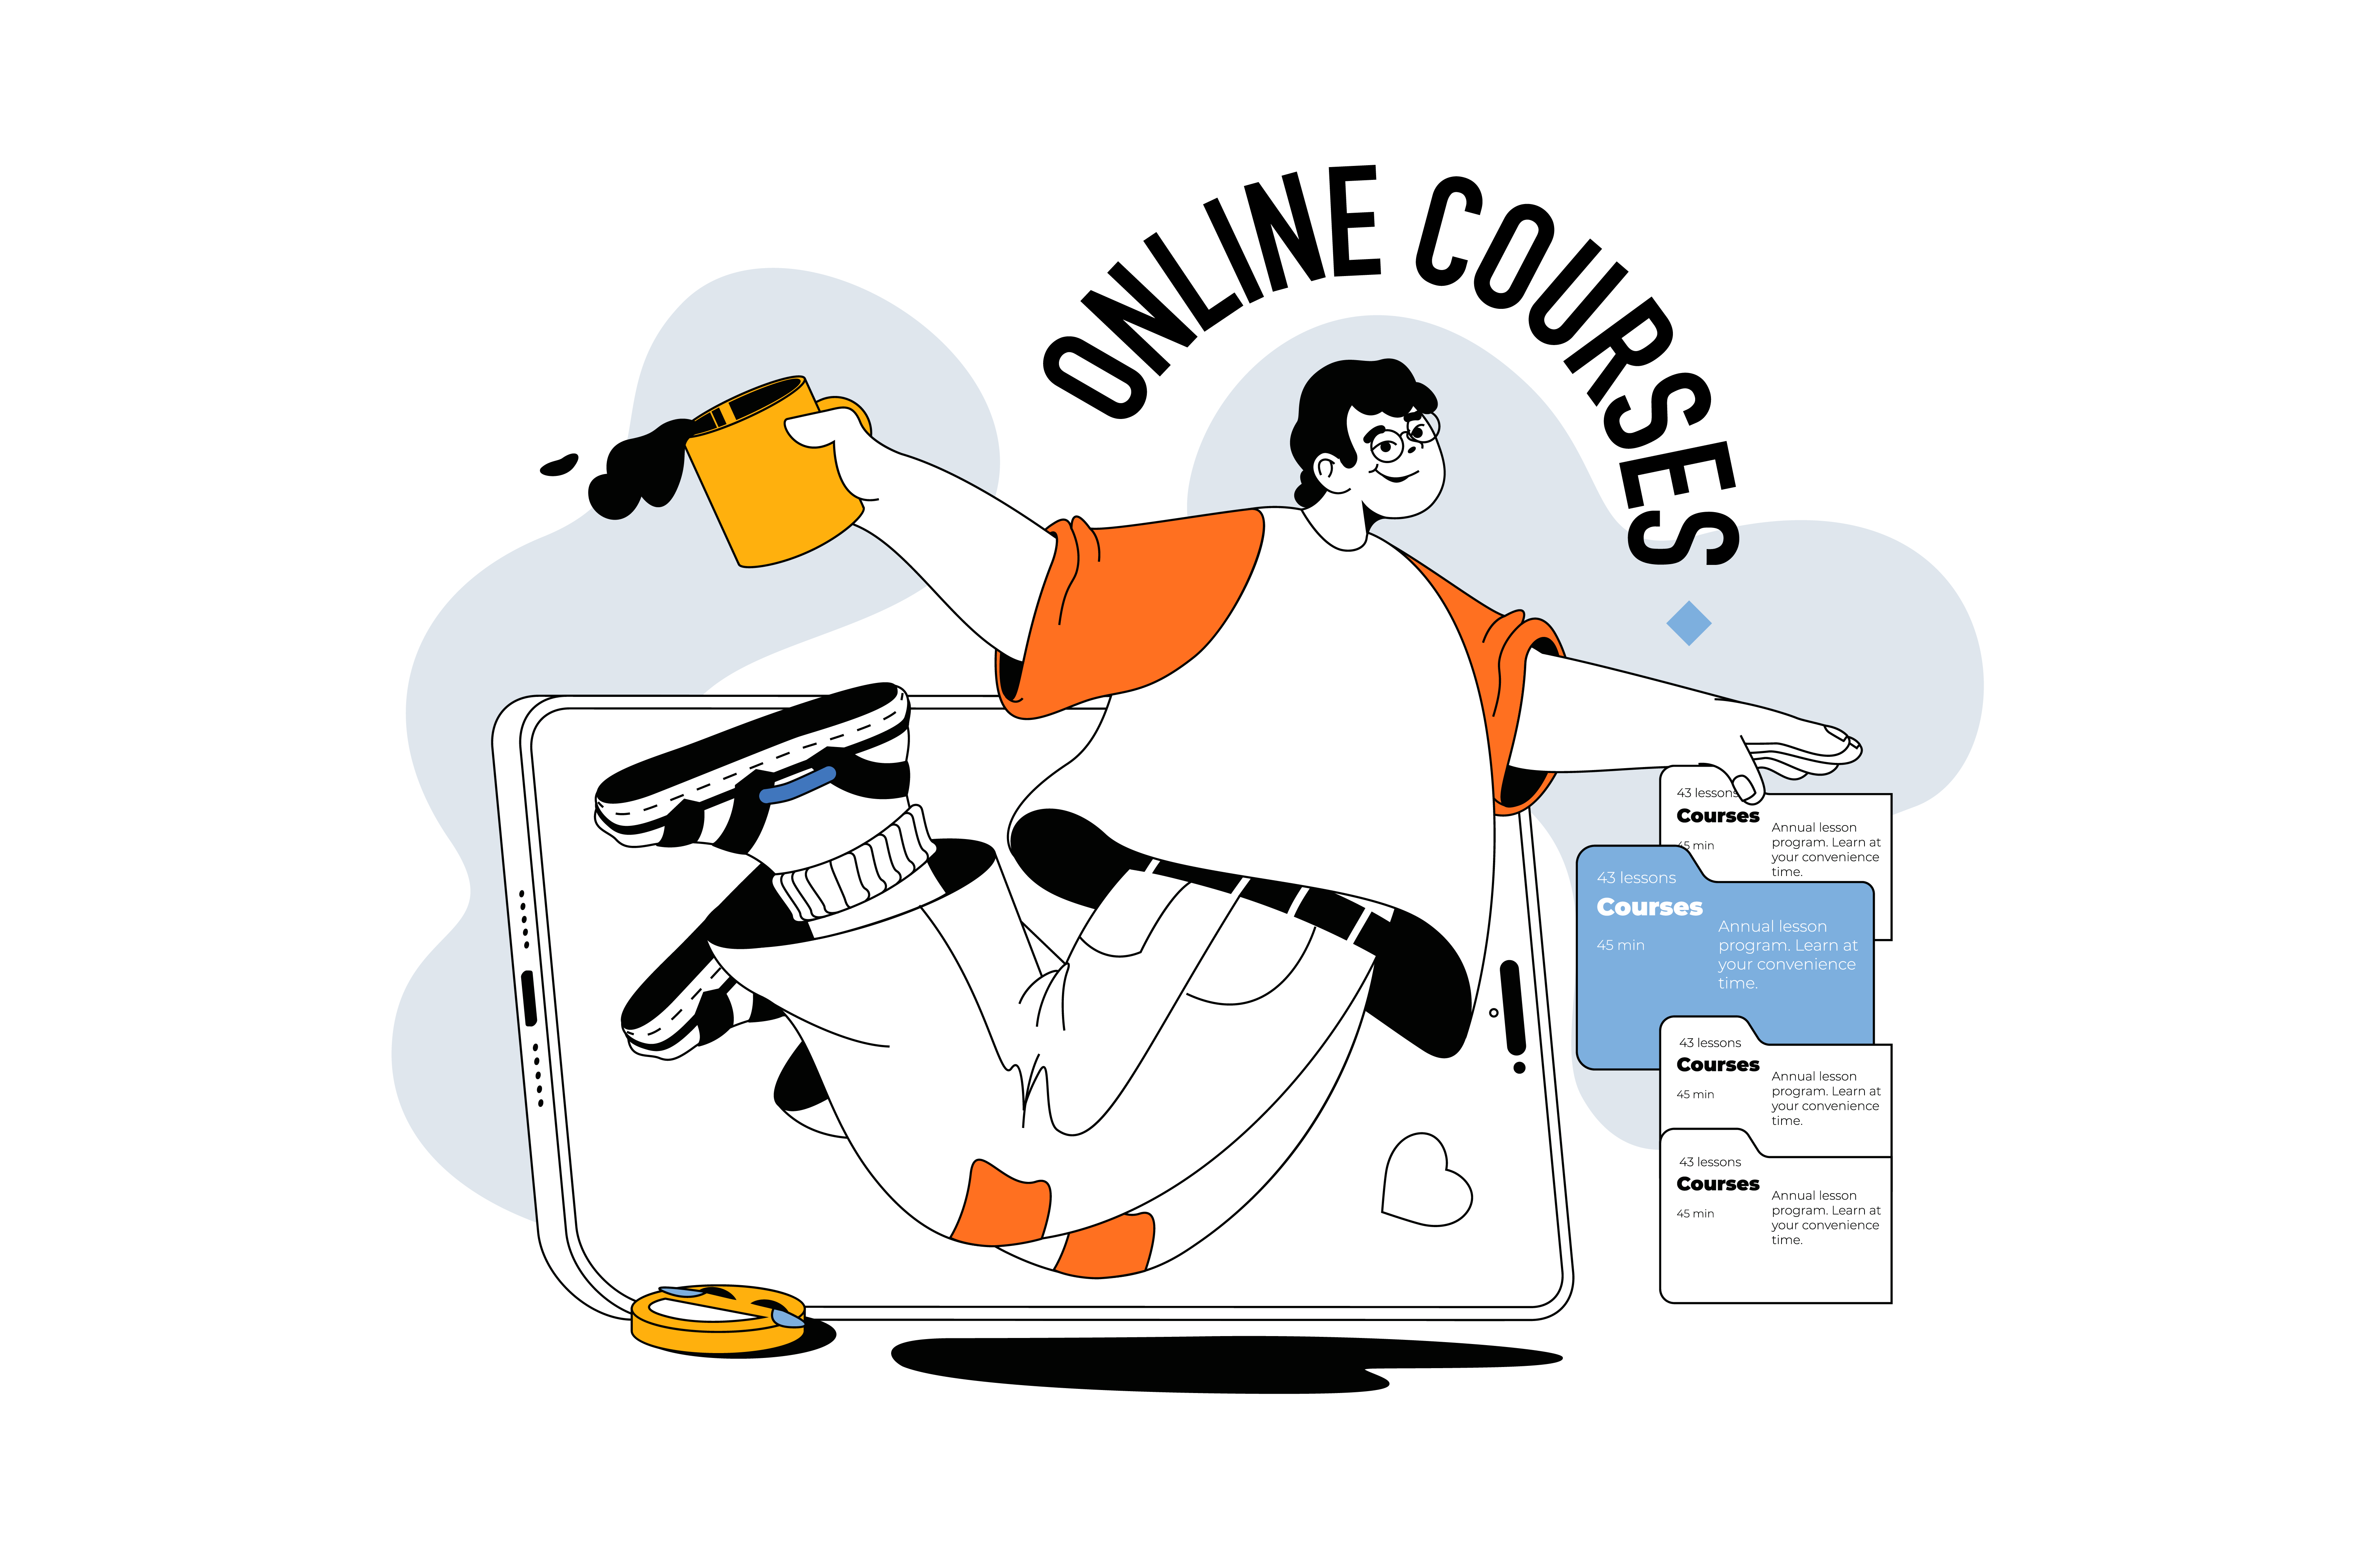 ONLINE COURSES
43 lessons
Courses
45 min
Annual lesson
program. Learn at
your convenience
time.
43 lessons
Courses
45 min
Annual lesson
program. Learn at
your convenience
time.
43 lessons
Courses
45 min
Annual lesson
program. Learn at
your convenience
time.
43 lessons
Courses
45 min
Annual lesson
program. Learn at
your convenience
time.